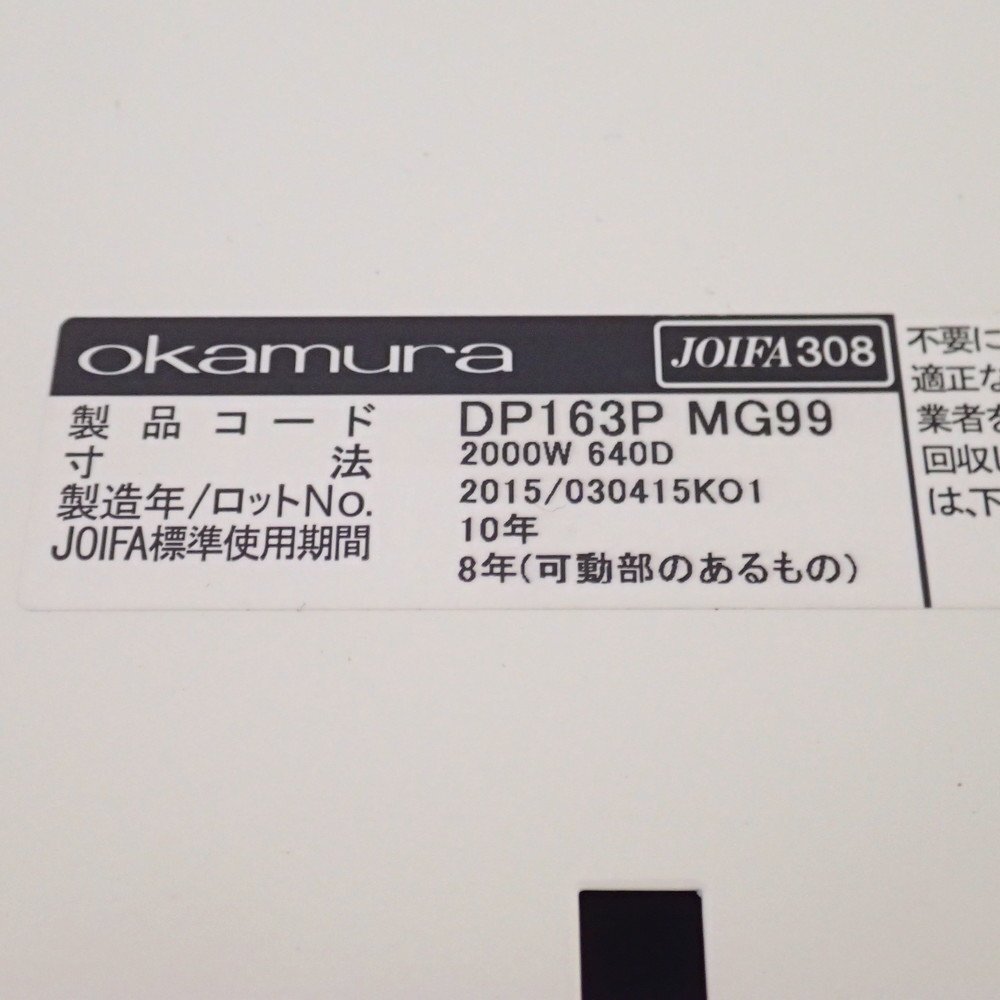 okamura
JOIFA308
製品コード DP163P MG99
寸法 2000W 640D
製造年/ロットNo. 2015/030415KO1
JOIFA標準使用期間 10年
8年(可動部のあるもの)
不要に
適正な
業者を
回収し
は、下